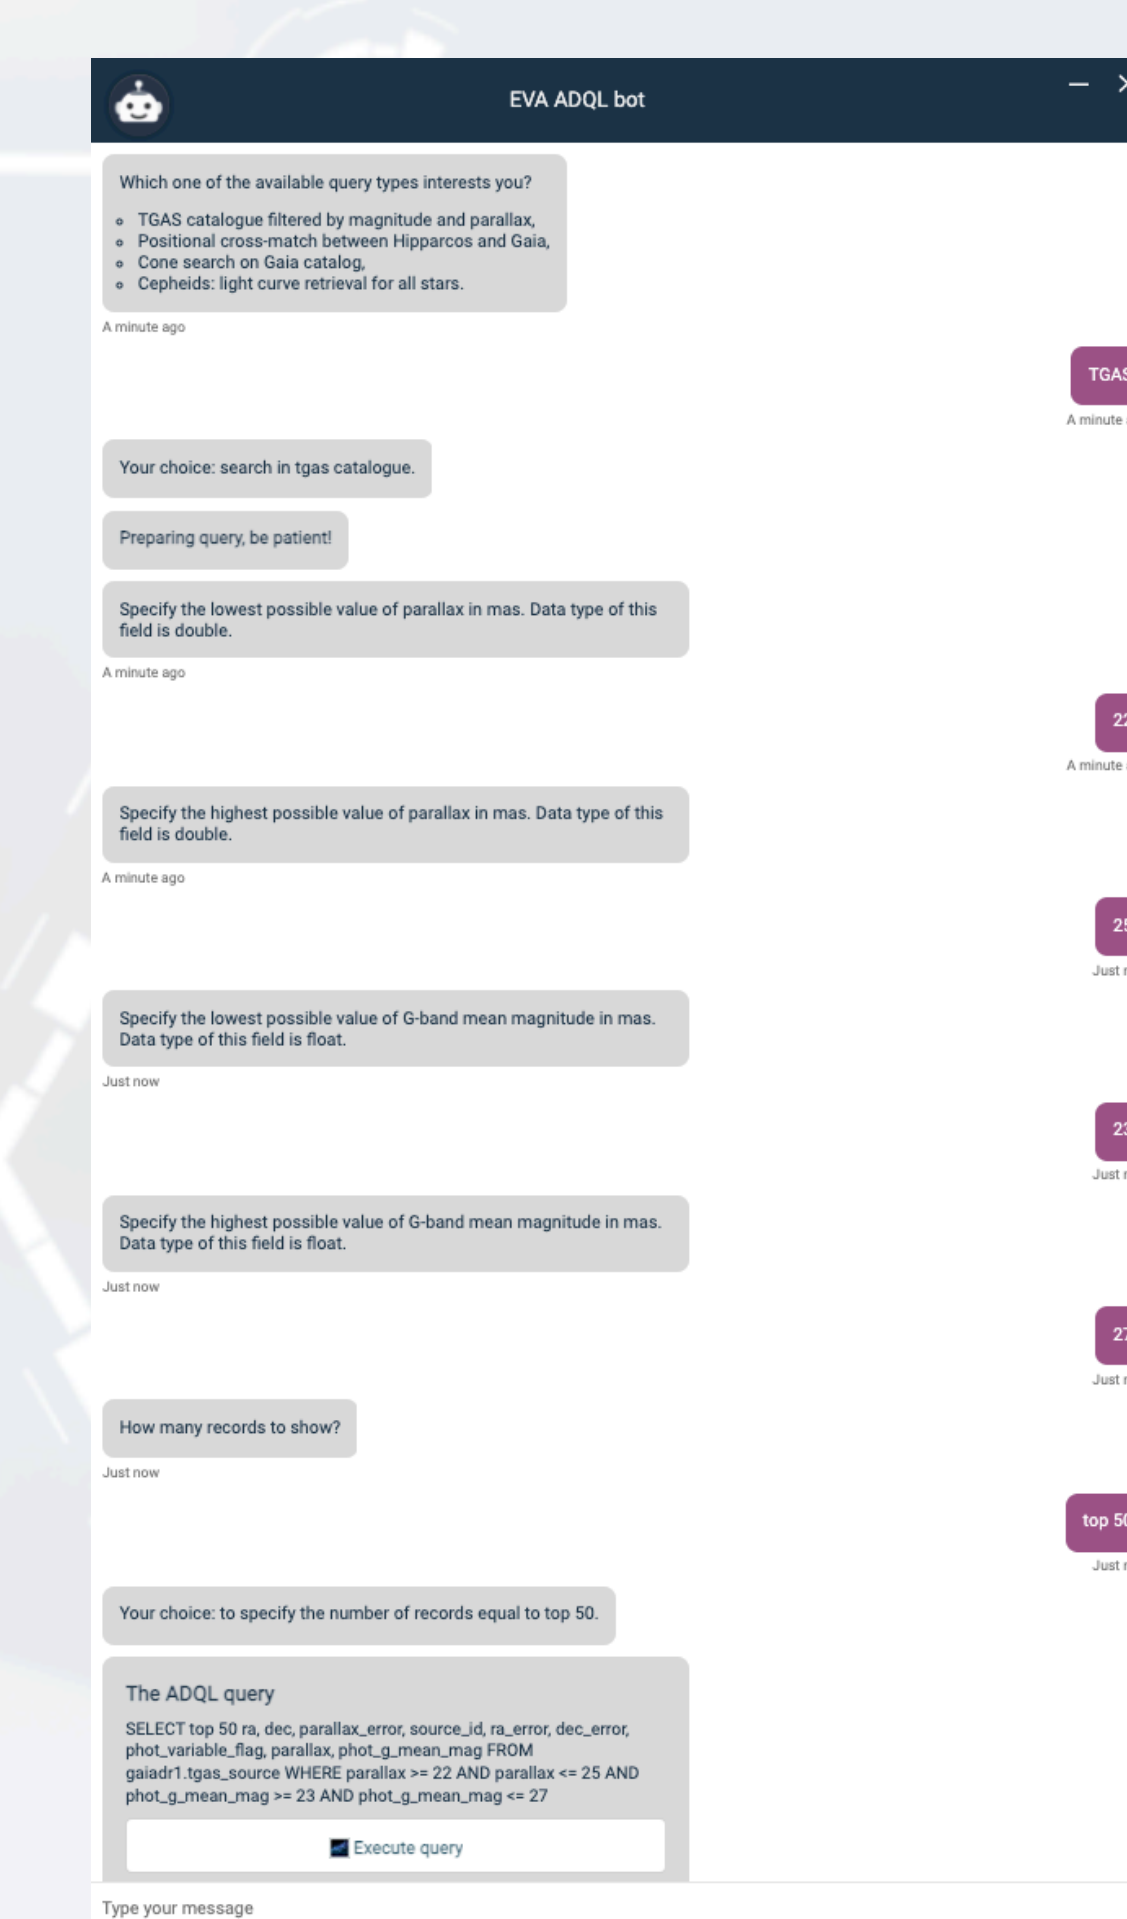 EVA ADQL bot
Which one of the available query types interests you?
TGAS catalogue filtered by magnitude and parallax,
Positional cross-match between Hipparcos and Gaia,
Cone search on Gaia catalog,
Cepheids: light curve retrieval for all stars.
A minute ago
TGAS
A minute
Your choice: search in tgas catalogue.
Preparing query, be patient!
Specify the lowest possible value of parallax in mas. Data type of this
field is double.
A minute ago
22
A minute
Specify the highest possible value of parallax in mas. Data type of this
field is double.
A minute ago
25
Just
Specify the lowest possible value of G-band mean magnitude in mas.
Data type of this field is float.
Just now
23
Just
Specify the highest possible value of G-band mean magnitude in mas.
Data type of this field is float.
Just now
27
Just
How many records to show?
Just now
top 50
Just
Your choice: to specify the number of records equal to top 50.
The ADQL query
SELECT top 50 ra, dec, parallax_error, source_id, ra_error, dec_error,
phot_variable_flag, parallax, phot_g_mean_mag FROM
gaiadr1.tgas_source WHERE parallax >= 22 AND parallax <= 25 AND
phot_g_mean_mag >= 23 AND phot_g_mean_mag <= 27
Execute query
Type your message